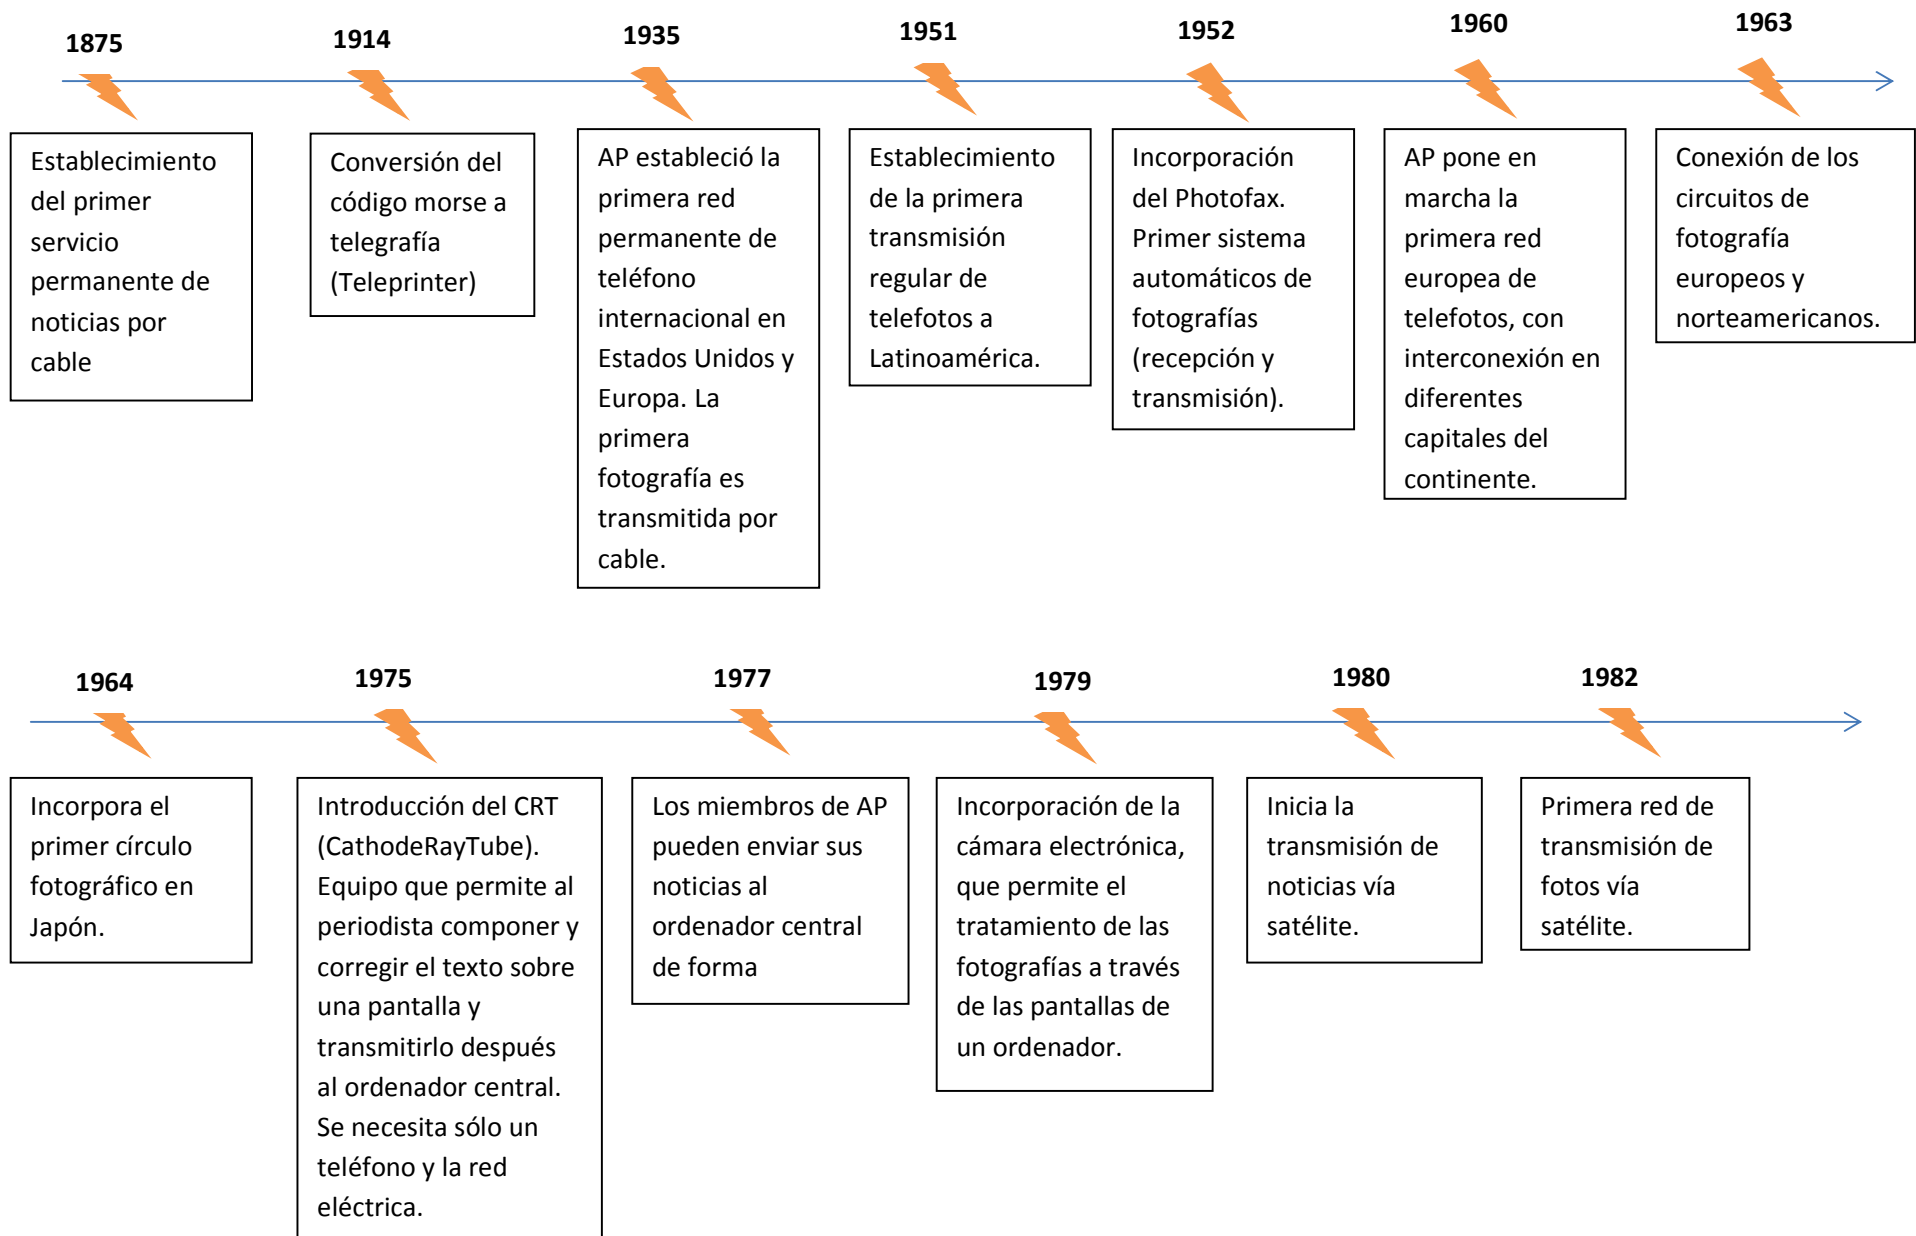 1875
Establecimiento
del primer
servicio
permanente de
noticias por
cable
1914
Conversión del
código morse a
telegrafía
(Teleprinter)
1935
AP estableció la
primera red
permanente de
teléfono
internacional en
Estados Unidos y
Europa. La
primera
fotografía es
transmitida por
cable.
1951
Establecimiento
de la primera
transmisión
regular de
telefotos a
Latinoamérica.
1952
Incorporación
del Photofax.
Primer sistema
automáticos de
fotografías
(recepción y
transmisión).
1960
AP pone en
marcha la
primera red
europea de
telefotos, con
interconexión en
diferentes
capitales del
continente.
1963
Conexión de los
circuitos de
fotografía
europeos y
norteamericanos.
1964
Incorpora el
primer círculo
fotográfico en
Japón.
1975
Introducción del CRT
(CathodeRayTube).
Equipo que permite al
periodista componer y
corregir el texto sobre
una pantalla y
transmitirlo después
al ordenador central.
Se necesita sólo un
teléfono y la red
eléctrica.
1977
Los miembros de AP
pueden enviar sus
noticias al
ordenador central
de forma
1979
Incorporación de la
cámara electrónica,
que permite el
tratamiento de las
fotografías a través
de las pantallas de
un ordenador.
1980
Inicia la
transmisión de
noticias vía
satélite.
1982
Primera red de
transmisión de
fotos vía
satélite.